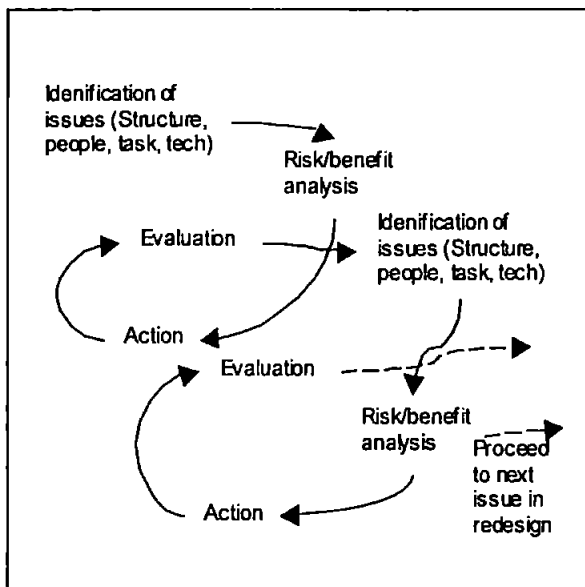 Idenification of
issues (Structure,
people, task, tech)
Risk/benefit
analysis
Evaluation
Idenification of
issues (Structure,
people, task, tech)
Action
Evaluation
Risk/benefit
analysis
Proceed
to next
issue in
redesign
Action